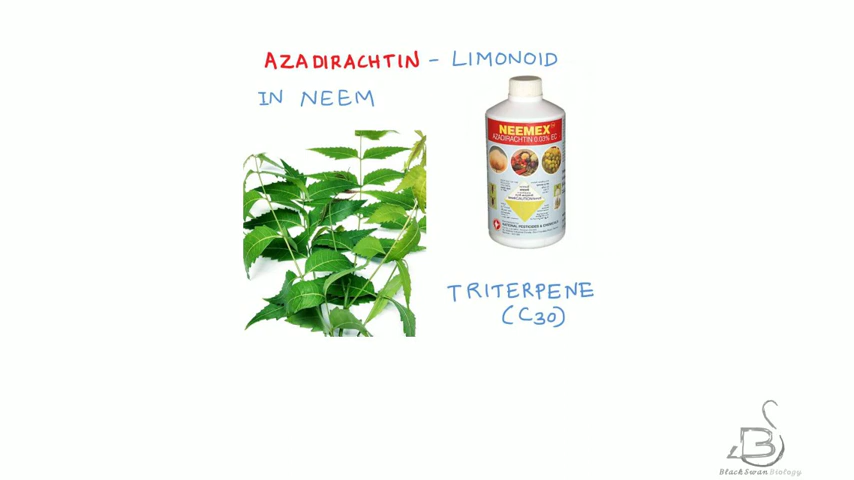 AZADIRACHTIN - LIMONOID
IN NEEM
NEEMEX
AZADIRACHTIN 0.03% EC
TRITERPENE
(C30)
B
BlackSwan Biology